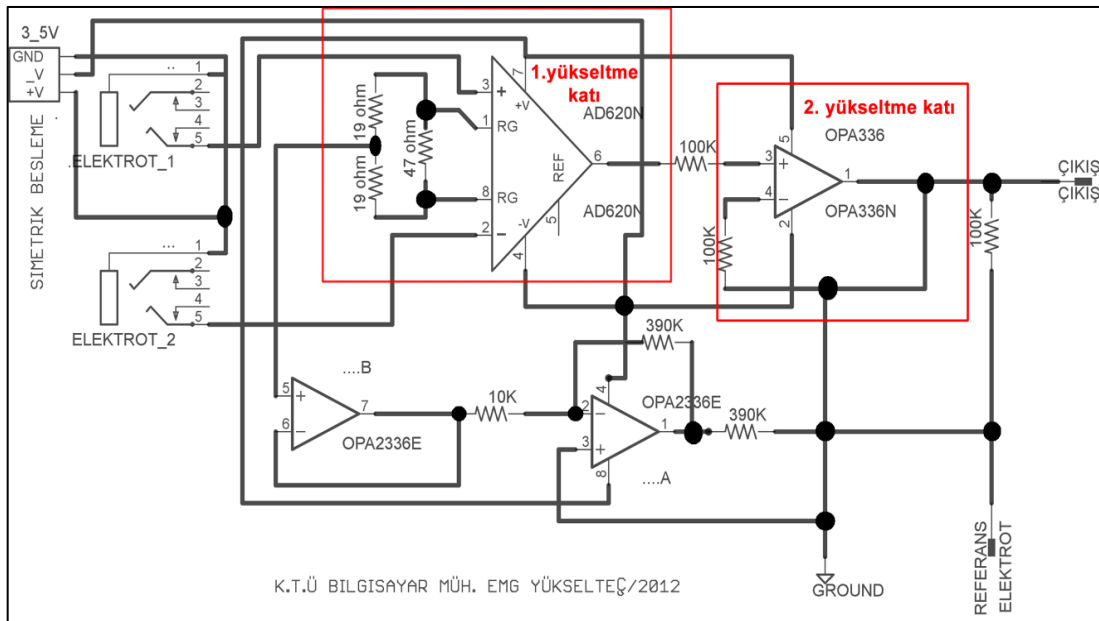 3_5V
GND
_V
+V
SIMETRIK BESLEME
..
1
2
3
4
5
.ELEKTROT_1
...
1
2
3
4
5
ELEKTROT_2
1.yükseltme
katı
19 ohm
19 ohm
47 ohm
3
+
1
RG
8
RG
2
-
7
+V
-V
4
REF
5
6
AD620N
AD620N
100K
2. yükseltme katı
OPA336
5
3
+
4
-
1
2
OPA336N
100K
100K
ÇIKIŞ
ÇIKIŞ
....B
5
+
6
-
7
OPA2336E
10K
390K
4
2
-
3
+
1
8
OPA2336E
390K
....A
GROUND
REFERANS
ELEKTROT
K.T.Ü BILGISAYAR MÜH. EMG YÜKSELTEÇ/2012